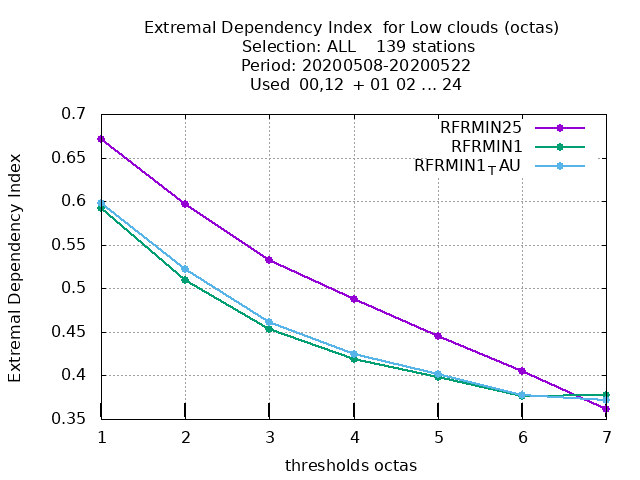 Extremal Dependency Index  for Low clouds (octas)
Selection: ALL    139 stations
Period: 20200508-20200522
Used  00,12  + 01 02 ... 24
0.7
0.65
0.6
0.55
0.5
0.45
0.4
0.35
Extremal Dependency Index
RFRMIN25
RFRMIN1
RFRMIN1TAU
1 2 3 4 5 6 7
thresholds octas